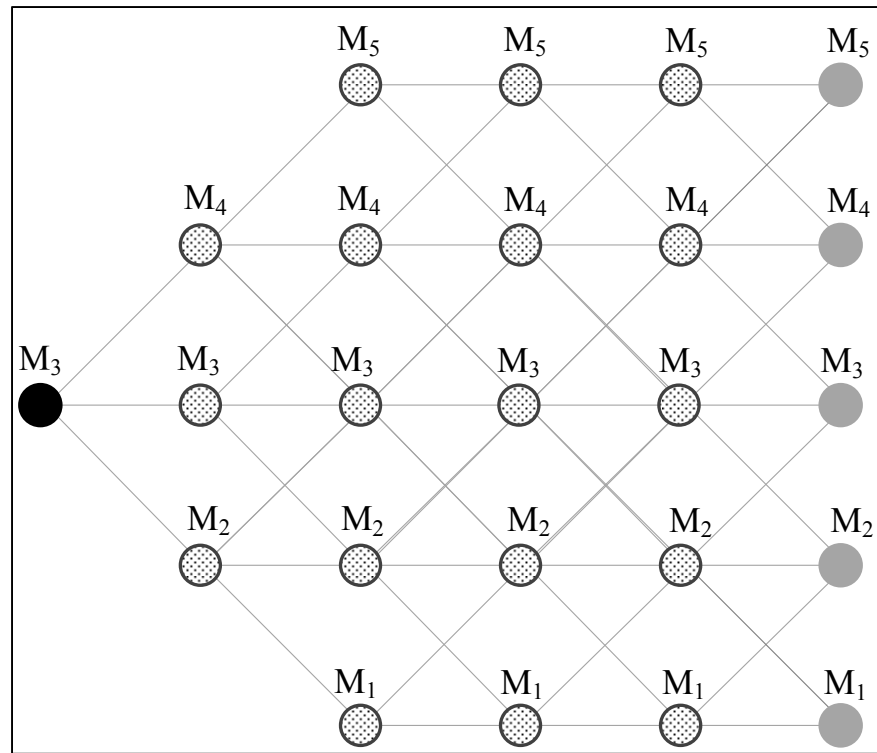 M₅ M₅ M₅ M₅
M₄ M₄ M₄ M₄ M₄
M₃ M₃ M₃ M₃ M₃ M₃
M₂ M₂ M₂ M₂ M₂
M₁ M₁ M₁ M₁